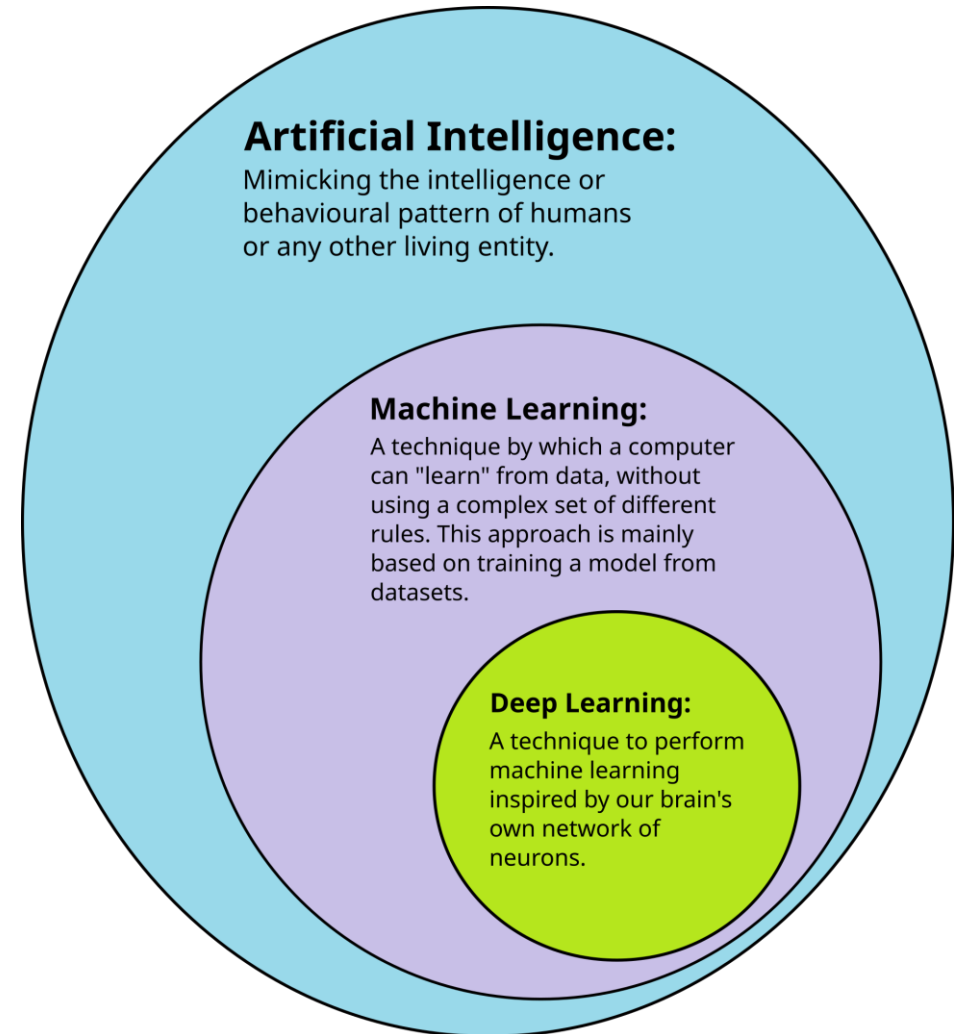 Artificial Intelligence:
Mimicking the intelligence or
behavioural pattern of humans
or any other living entity.
Machine Learning:
A technique by which a computer
can "learn" from data, without
using a complex set of different
rules. This approach is mainly
based on training a model from
datasets.
Deep Learning:
A technique to perform
machine learning
inspired by our brain's
own network of
neurons.